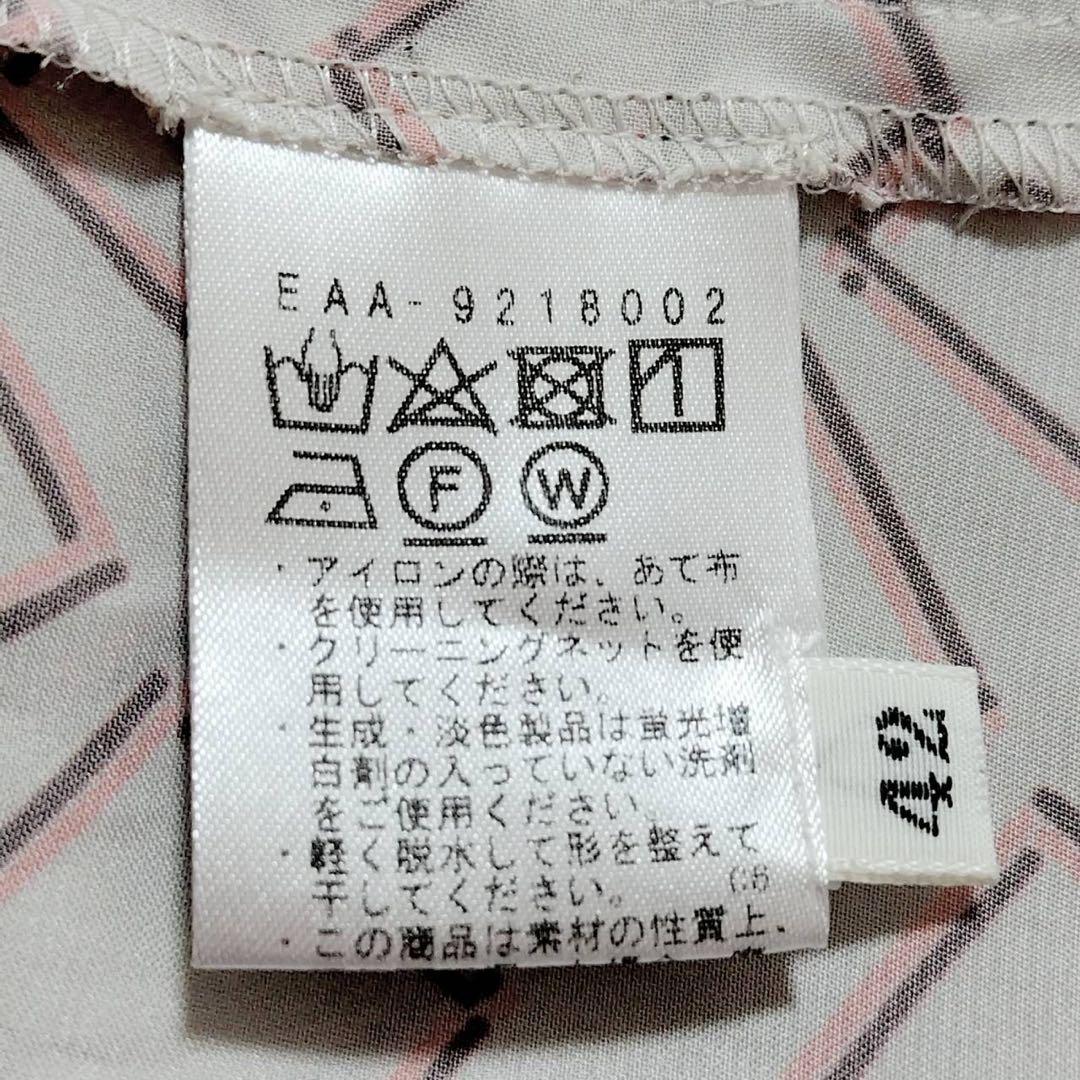 EAA-9218002
F W
・アイロンの際は、あて布
を使用してください。
・クリーニングネットを使
用してください。
・生成・淡色製品は蛍光増
白剤の入っていない洗剤
をご使用ください。
・軽く脱水して形を整えて
干してください。
・この商品は素材の性質上、
42